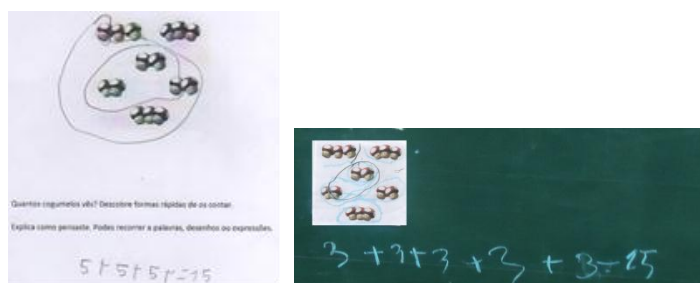 Quantos cogumelos vês? Descobre formas rápidas de os contar.
Explica como pensaste. Podes recorrer a palavras, desenhos ou expressões.
5+5+5+=15
3+3+3+3+3=15